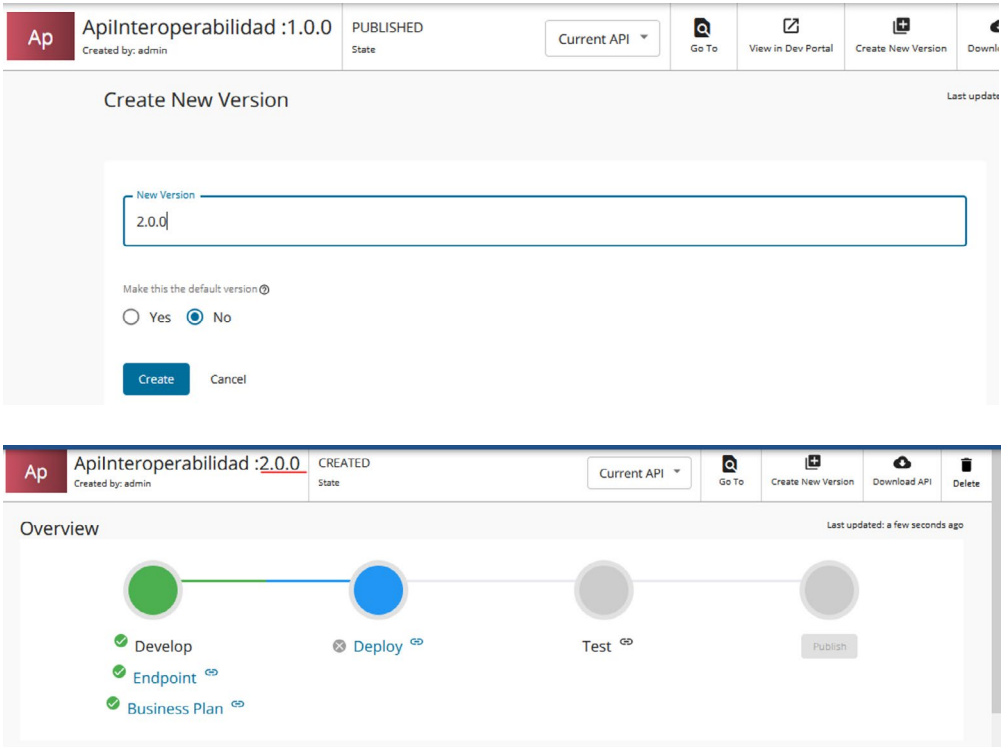 Ap
ApiInteroperabilidad :1.0.0
Created by: admin
PUBLISHED
State
Current API
Go To
View in Dev Portal
Create New Version
Create New Version
New Version
2.0.0
Make this the default version
Yes
No
Create
Cancel
Ap
ApiInteroperabilidad :2.0.0
Created by: admin
CREATED
State
Current API
Go To
Create New Version
Download API
Delete
Overview
Last updated: a few seconds ago
Develop
Deploy
Test
Publish
Endpoint
Business Plan